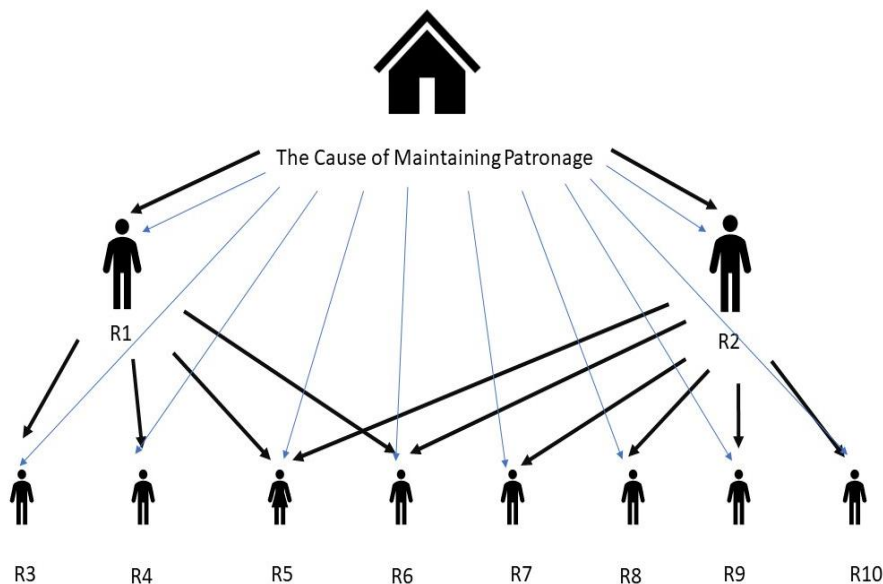 The Cause of Maintaining Patronage
R1
R2
R3 R4 R5 R6 R7 R8 R9 R10